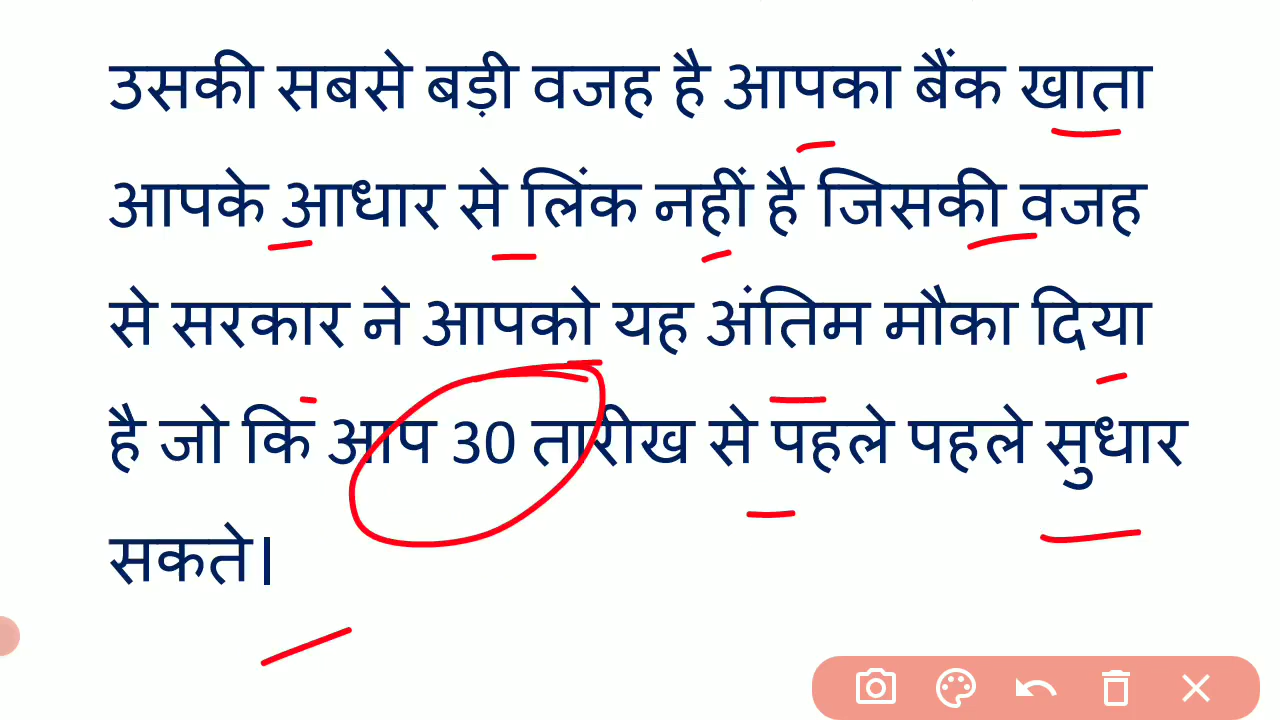 उसकी सबसे बड़ी वजह है आपका बैंक खाता
आपके आधार से लिंक नहीं है जिसकी वजह
से सरकार ने आपको यह अंतिम मौका दिया
है जो कि आप 30 तारीख से पहले पहले सुधार
सकते।